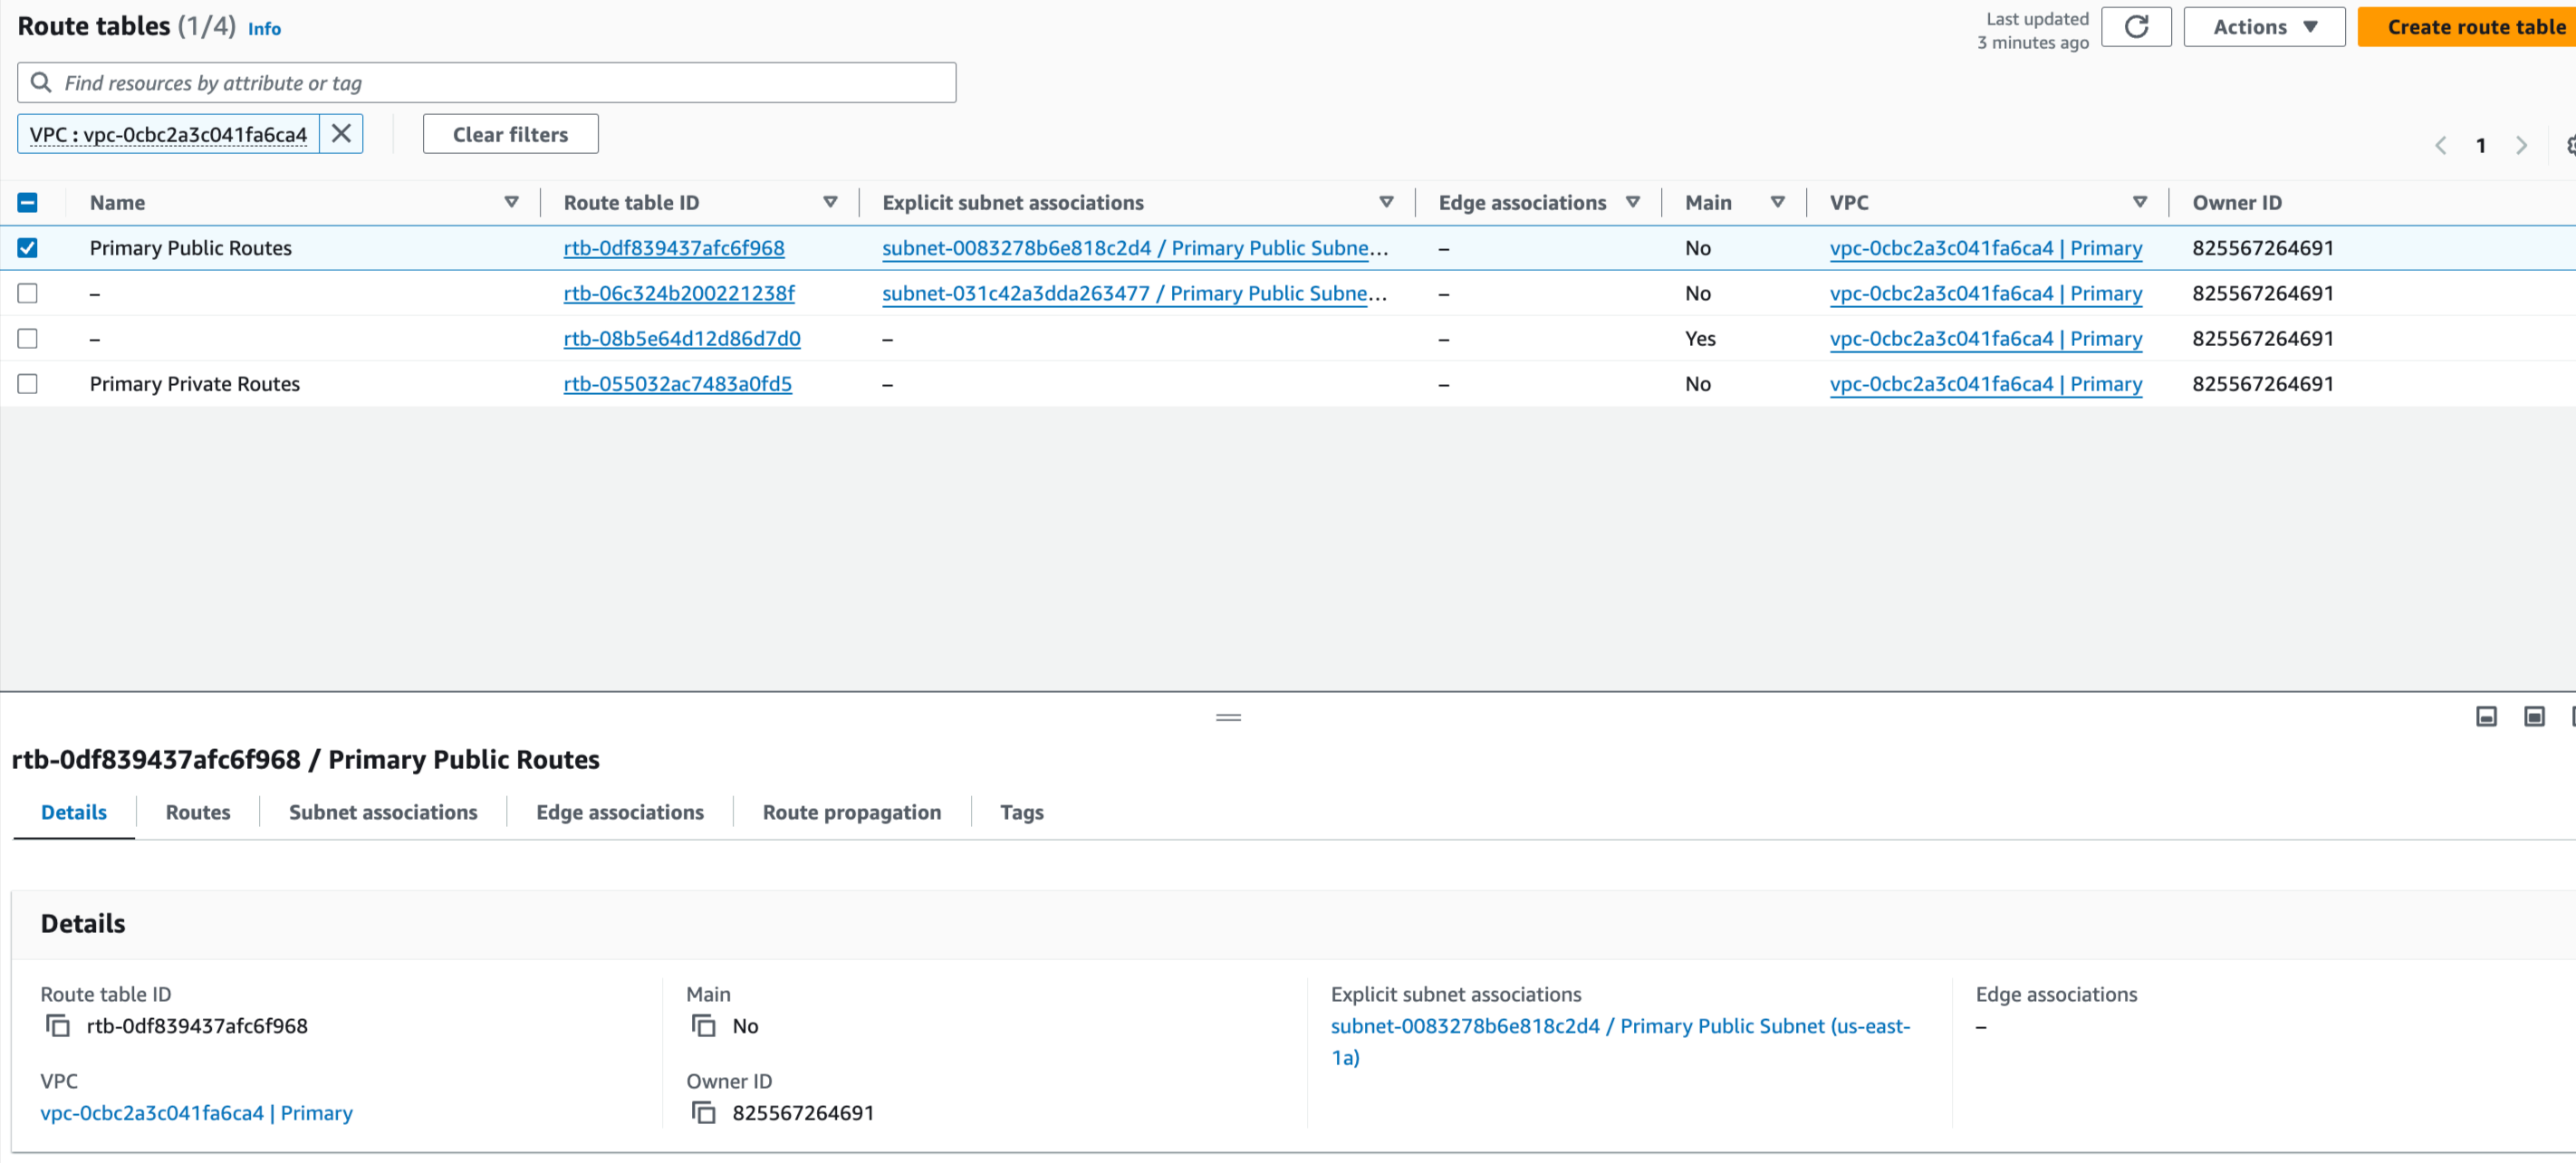 Route tables (1/4) Info
Last updated
3 minutes ago
Actions
Create route table
Find resources by attribute or tag
VPC : vpc-0cbc2a3c041fa6ca4
Clear filters
1
Name Route table ID Explicit subnet associations Edge associations Main VPC Owner ID
Primary Public Routes rtb-0df839437afc6f968 subnet-0083278b6e818c2d4 / Primary Public Subne... – No vpc-0cbc2a3c041fa6ca4 | Primary 825567264691
– rtb-06c324b200221238f subnet-031c42a3dda263477 / Primary Public Subne... – No vpc-0cbc2a3c041fa6ca4 | Primary 825567264691
– rtb-08b5e64d12d86d7d0 – – Yes vpc-0cbc2a3c041fa6ca4 | Primary 825567264691
Primary Private Routes rtb-055032ac7483a0fd5 – – No vpc-0cbc2a3c041fa6ca4 | Primary 825567264691
rtb-0df839437afc6f968 / Primary Public Routes
Details Routes Subnet associations Edge associations Route propagation Tags
Details
Route table ID
rtb-0df839437afc6f968
VPC
vpc-0cbc2a3c041fa6ca4 | Primary
Main
No
Owner ID
825567264691
Explicit subnet associations
subnet-0083278b6e818c2d4 / Primary Public Subnet (us-east-
1a)
Edge associations
–